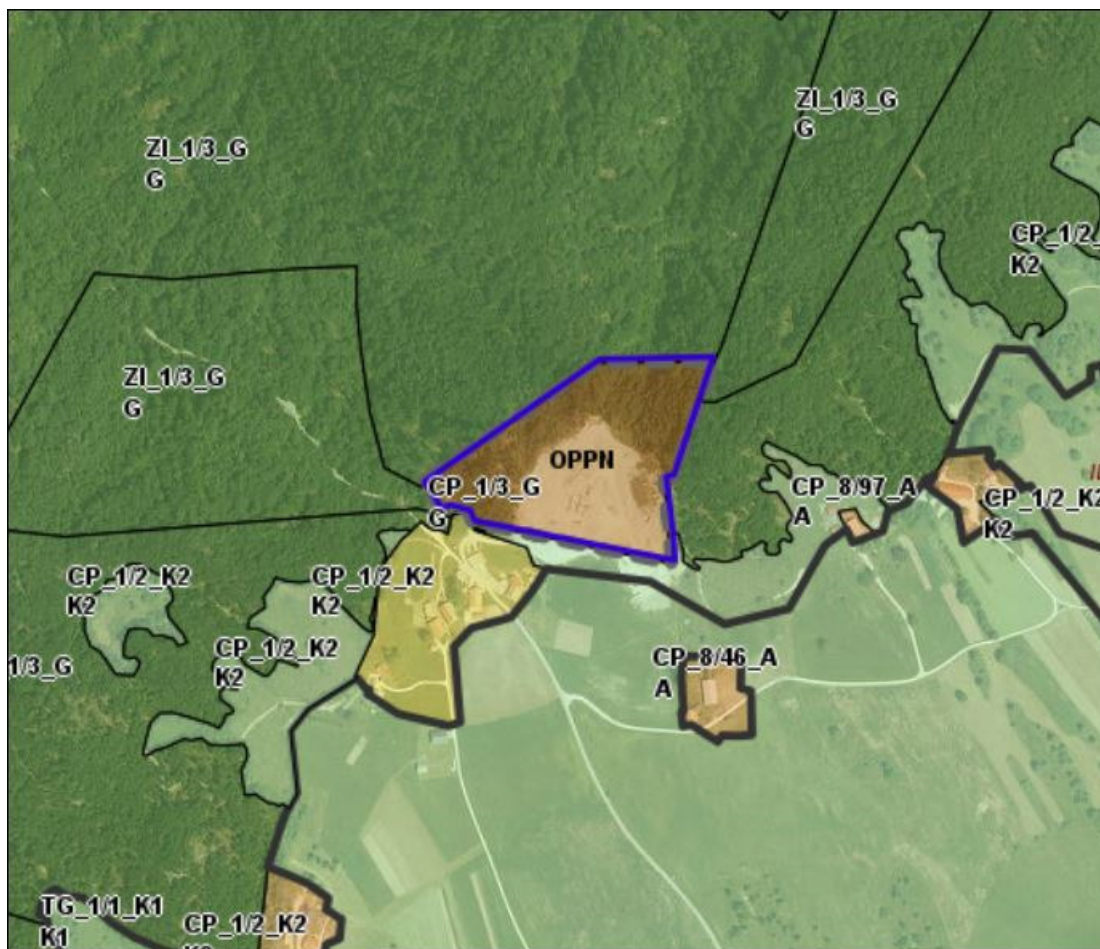 ZI_1/3_G
G
ZI_1/3_G
G
CP_1/2_
K2
ZI_1/3_G
G
OPPN
CP_1/3_G
G
CP_8/97_A
A
CP_1/2_K2
K2
CP_1/2_K2
K2
CP_1/2_K2
K2
CP_1/2_K2
K2
1/3_G
CP_8/46_A
A
TG_1/1_K1
K1
CP_1/2_K2